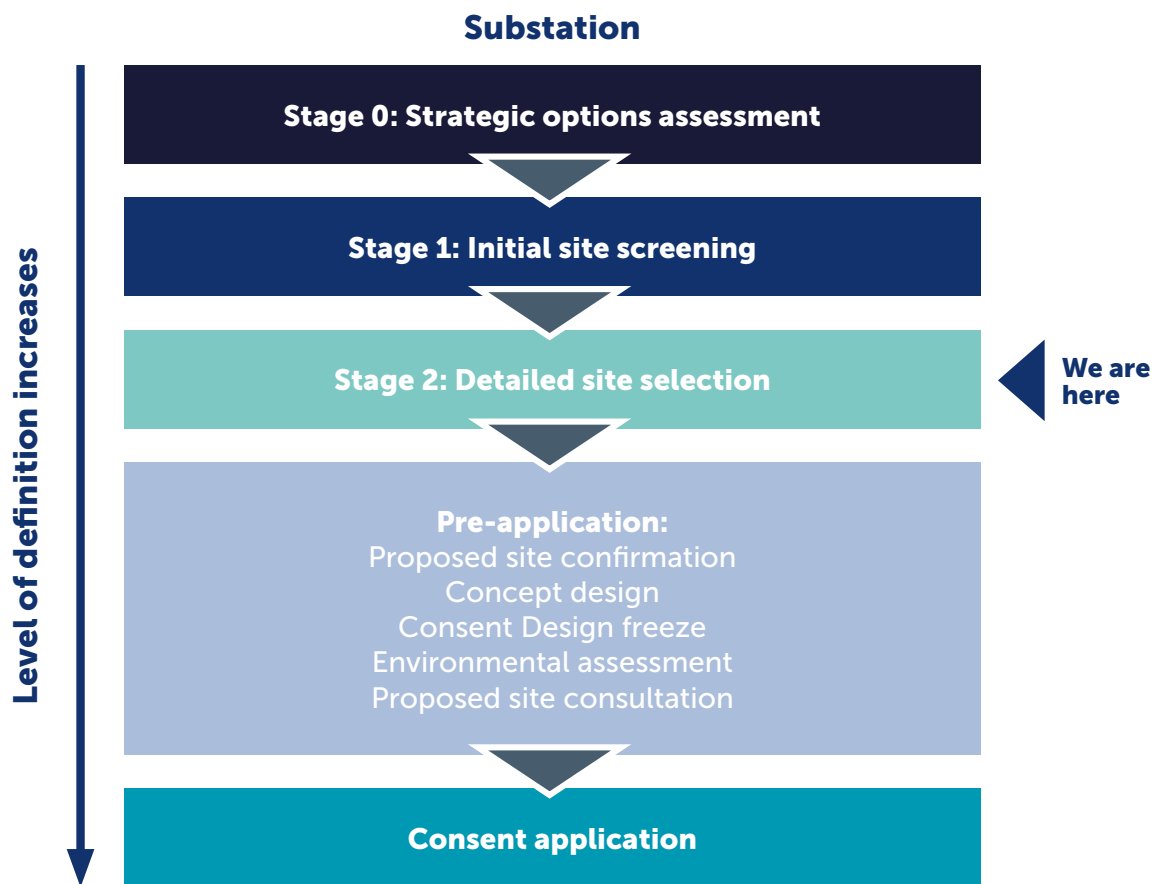 Substation
Level of definition increases
Stage 0: Strategic options assessment
Stage 1: Initial site screening
Stage 2: Detailed site selection
We are
here
Pre-application:
Proposed site confirmation
Concept design
Consent Design freeze
Environmental assessment
Proposed site consultation
Consent application